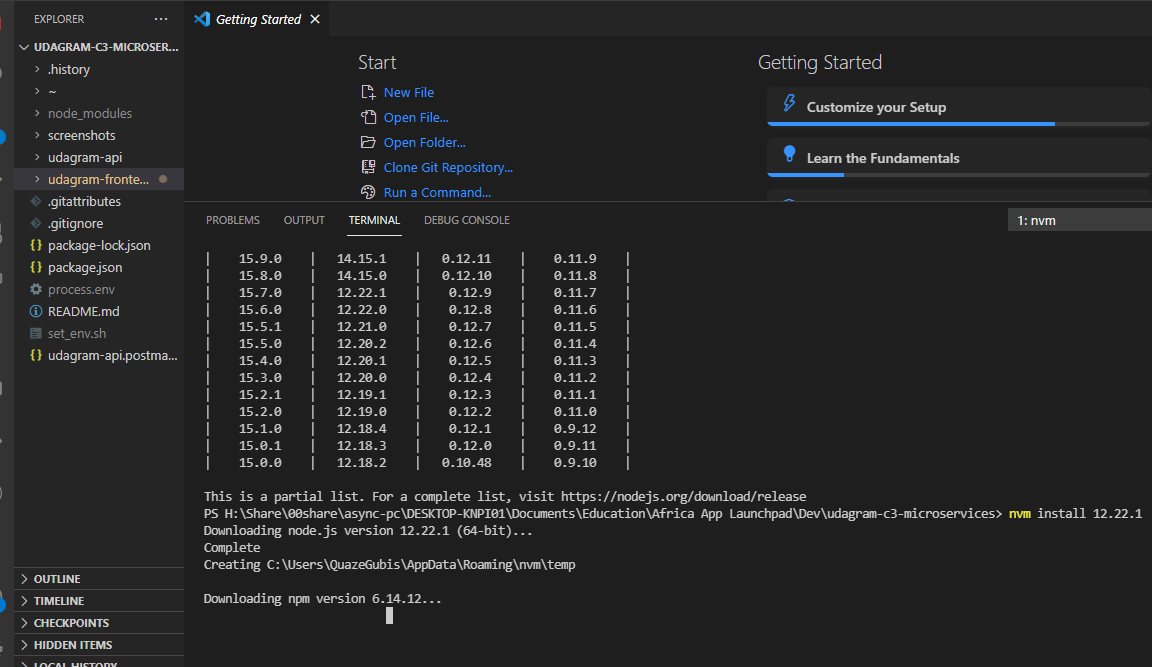 EXPLORER
UDAGRAM-C3-MICROSER...
.history
~
node_modules
screenshots
udagram-api
udagram-fronte...
.gitattributes
.gitignore
package-lock.json
package.json
process.env
README.md
set_env.sh
udagram-api.postma...
OUTLINE
TIMELINE
CHECKPOINTS
HIDDEN ITEMS
LOCAL HISTORY
Getting Started
Start
New File
Open File...
Open Folder...
Clone Git Repository...
Run a Command...
Getting Started
Customize your Setup
Learn the Fundamentals
PROBLEMS OUTPUT TERMINAL DEBUG CONSOLE
1: nvm
| 15.9.0 | 14.15.1 | 0.12.11 | 0.11.9 |
| 15.8.0 | 14.15.0 | 0.12.10 | 0.11.8 |
| 15.7.0 | 12.22.1 | 0.12.9 | 0.11.7 |
| 15.6.0 | 12.22.0 | 0.12.8 | 0.11.6 |
| 15.5.1 | 12.21.0 | 0.12.7 | 0.11.5 |
| 15.5.0 | 12.20.2 | 0.12.6 | 0.11.4 |
| 15.4.0 | 12.20.1 | 0.12.5 | 0.11.3 |
| 15.3.0 | 12.20.0 | 0.12.4 | 0.11.2 |
| 15.2.1 | 12.19.1 | 0.12.3 | 0.11.1 |
| 15.2.0 | 12.19.0 | 0.12.2 | 0.11.0 |
| 15.1.0 | 12.18.4 | 0.12.1 | 0.9.12 |
| 15.0.1 | 12.18.3 | 0.12.0 | 0.9.11 |
| 15.0.0 | 12.18.2 | 0.10.48 | 0.9.10 |
This is a partial list. For a complete list, visit https://nodejs.org/download/release
PS H:\Share\00share\async-pc\DESKTOP-KNPI01\Documents\Education\Africa App Launchpad\Dev\udagram-c3-microservices> nvm install 12.22.1
Downloading node.js version 12.22.1 (64-bit)...
Complete
Creating C:\Users\QuazeGubis\AppData\Roaming\nvm\temp
Downloading npm version 6.14.12...